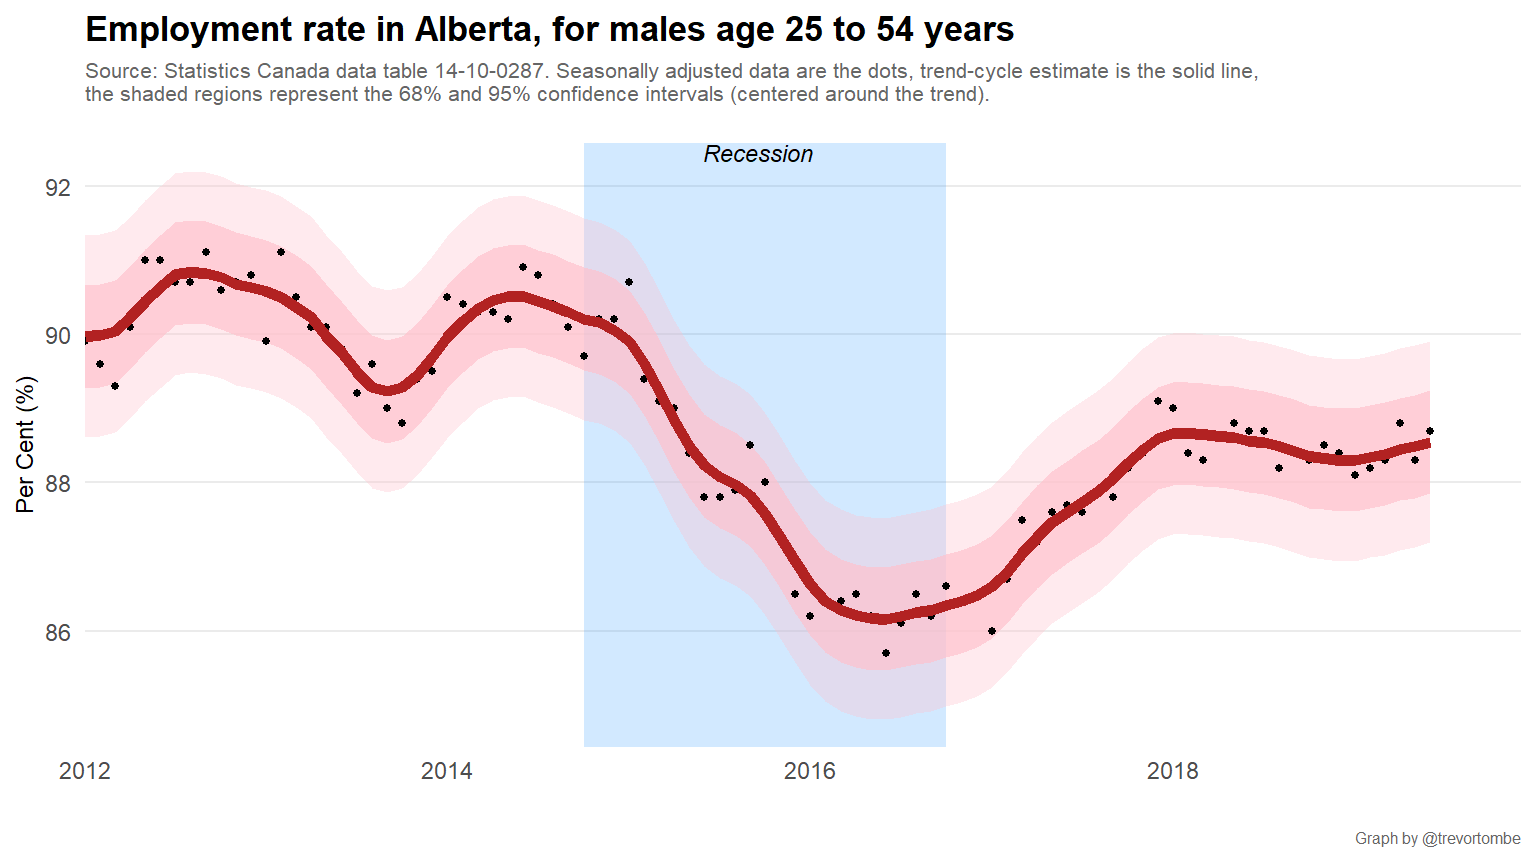 Employment rate in Alberta, for males age 25 to 54 years
Source: Statistics Canada data table 14-10-0287. Seasonally adjusted data are the dots, trend-cycle estimate is the solid line,
the shaded regions represent the 68% and 95% confidence intervals (centered around the trend).
Recession
92
90
88
86
Per Cent (%)
2012
2014
2016
2018
Graph by @trevortombe